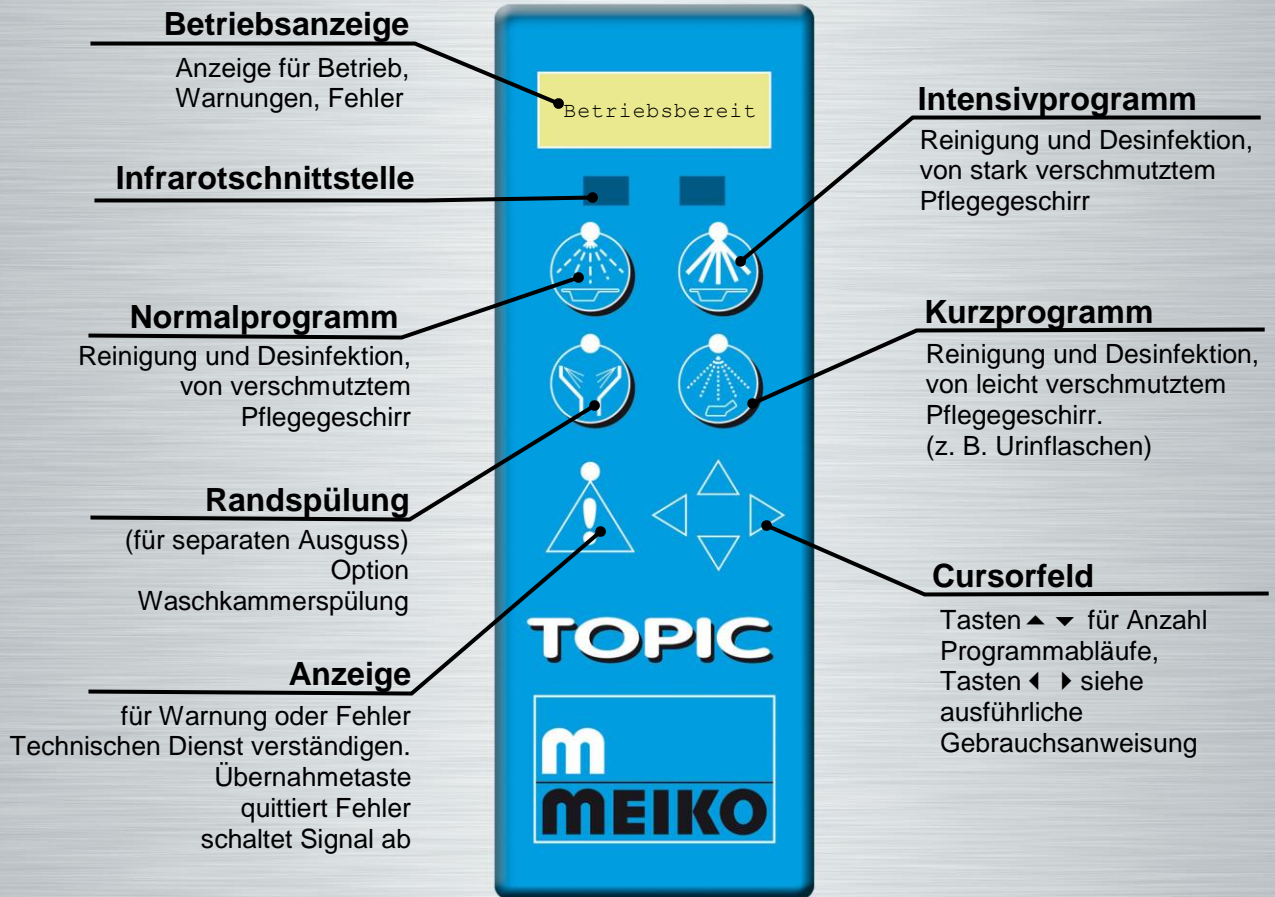 Betriebsanzeige
Anzeige für Betrieb,
Warnungen, Fehler
Betriebsbereit
Infrarotschnittstelle
Normalprogramm
Reinigung und Desinfektion,
von verschmutztem
Pflegegeschirr
Randspülung
(für separaten Ausguss)
Option
Waschkammerspülung
Anzeige
für Warnung oder Fehler
Technischen Dienst verständigen.
Übernahmetaste
quittiert Fehler
schaltet Signal ab
Intensivprogramm
Reinigung und Desinfektion,
von stark verschmutztem
Pflegegeschirr
Kurzprogramm
Reinigung und Desinfektion,
von leicht verschmutztem
Pflegegeschirr.
(z. B. Urinflaschen)
Cursorfeld
Tasten ▲ ▼ für Anzahl
Programmabläufe,
Tasten ◀ ▶ siehe
ausführliche
Gebrauchsanweisung
TOPIC
m
MEIKO